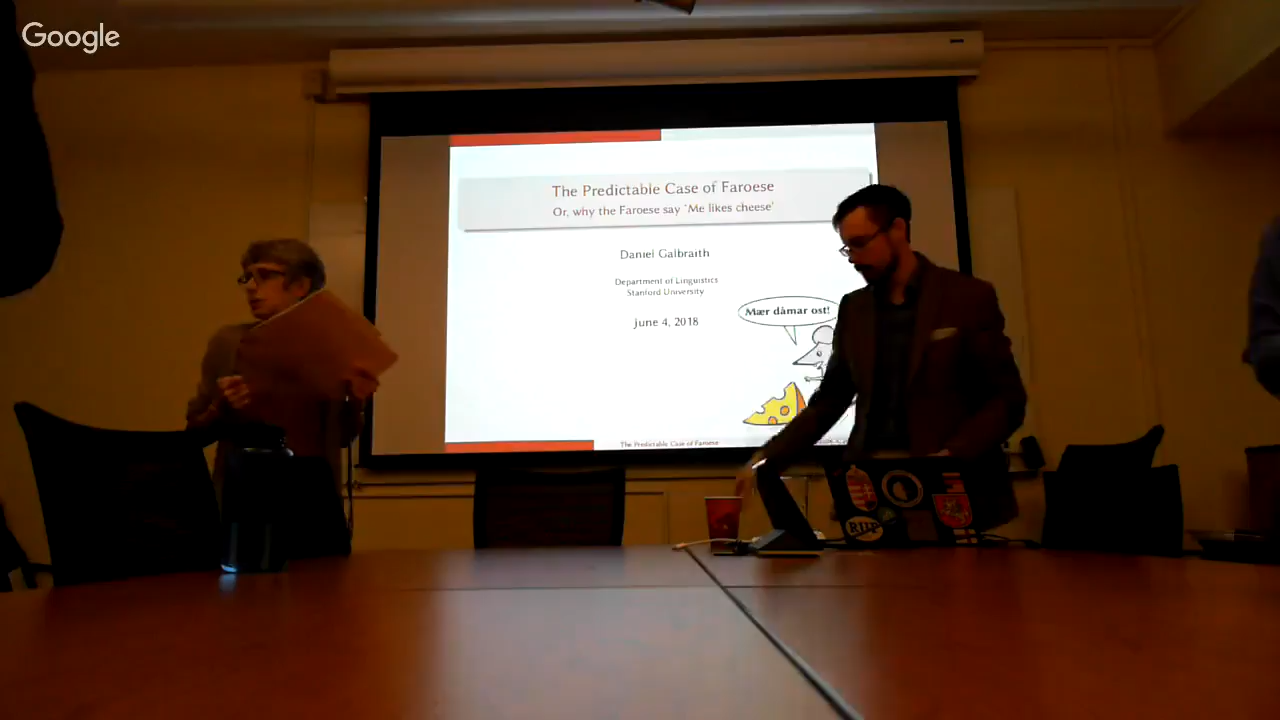 Google
The Predictable Case of Faroese
Or, why the Faroese say 'Me likes cheese'
Daniel Galbraith
Department of Linguistics
Stanford University
June 4, 2018
Mær dámar ost!
The Predictable Case of Faroese
RUP